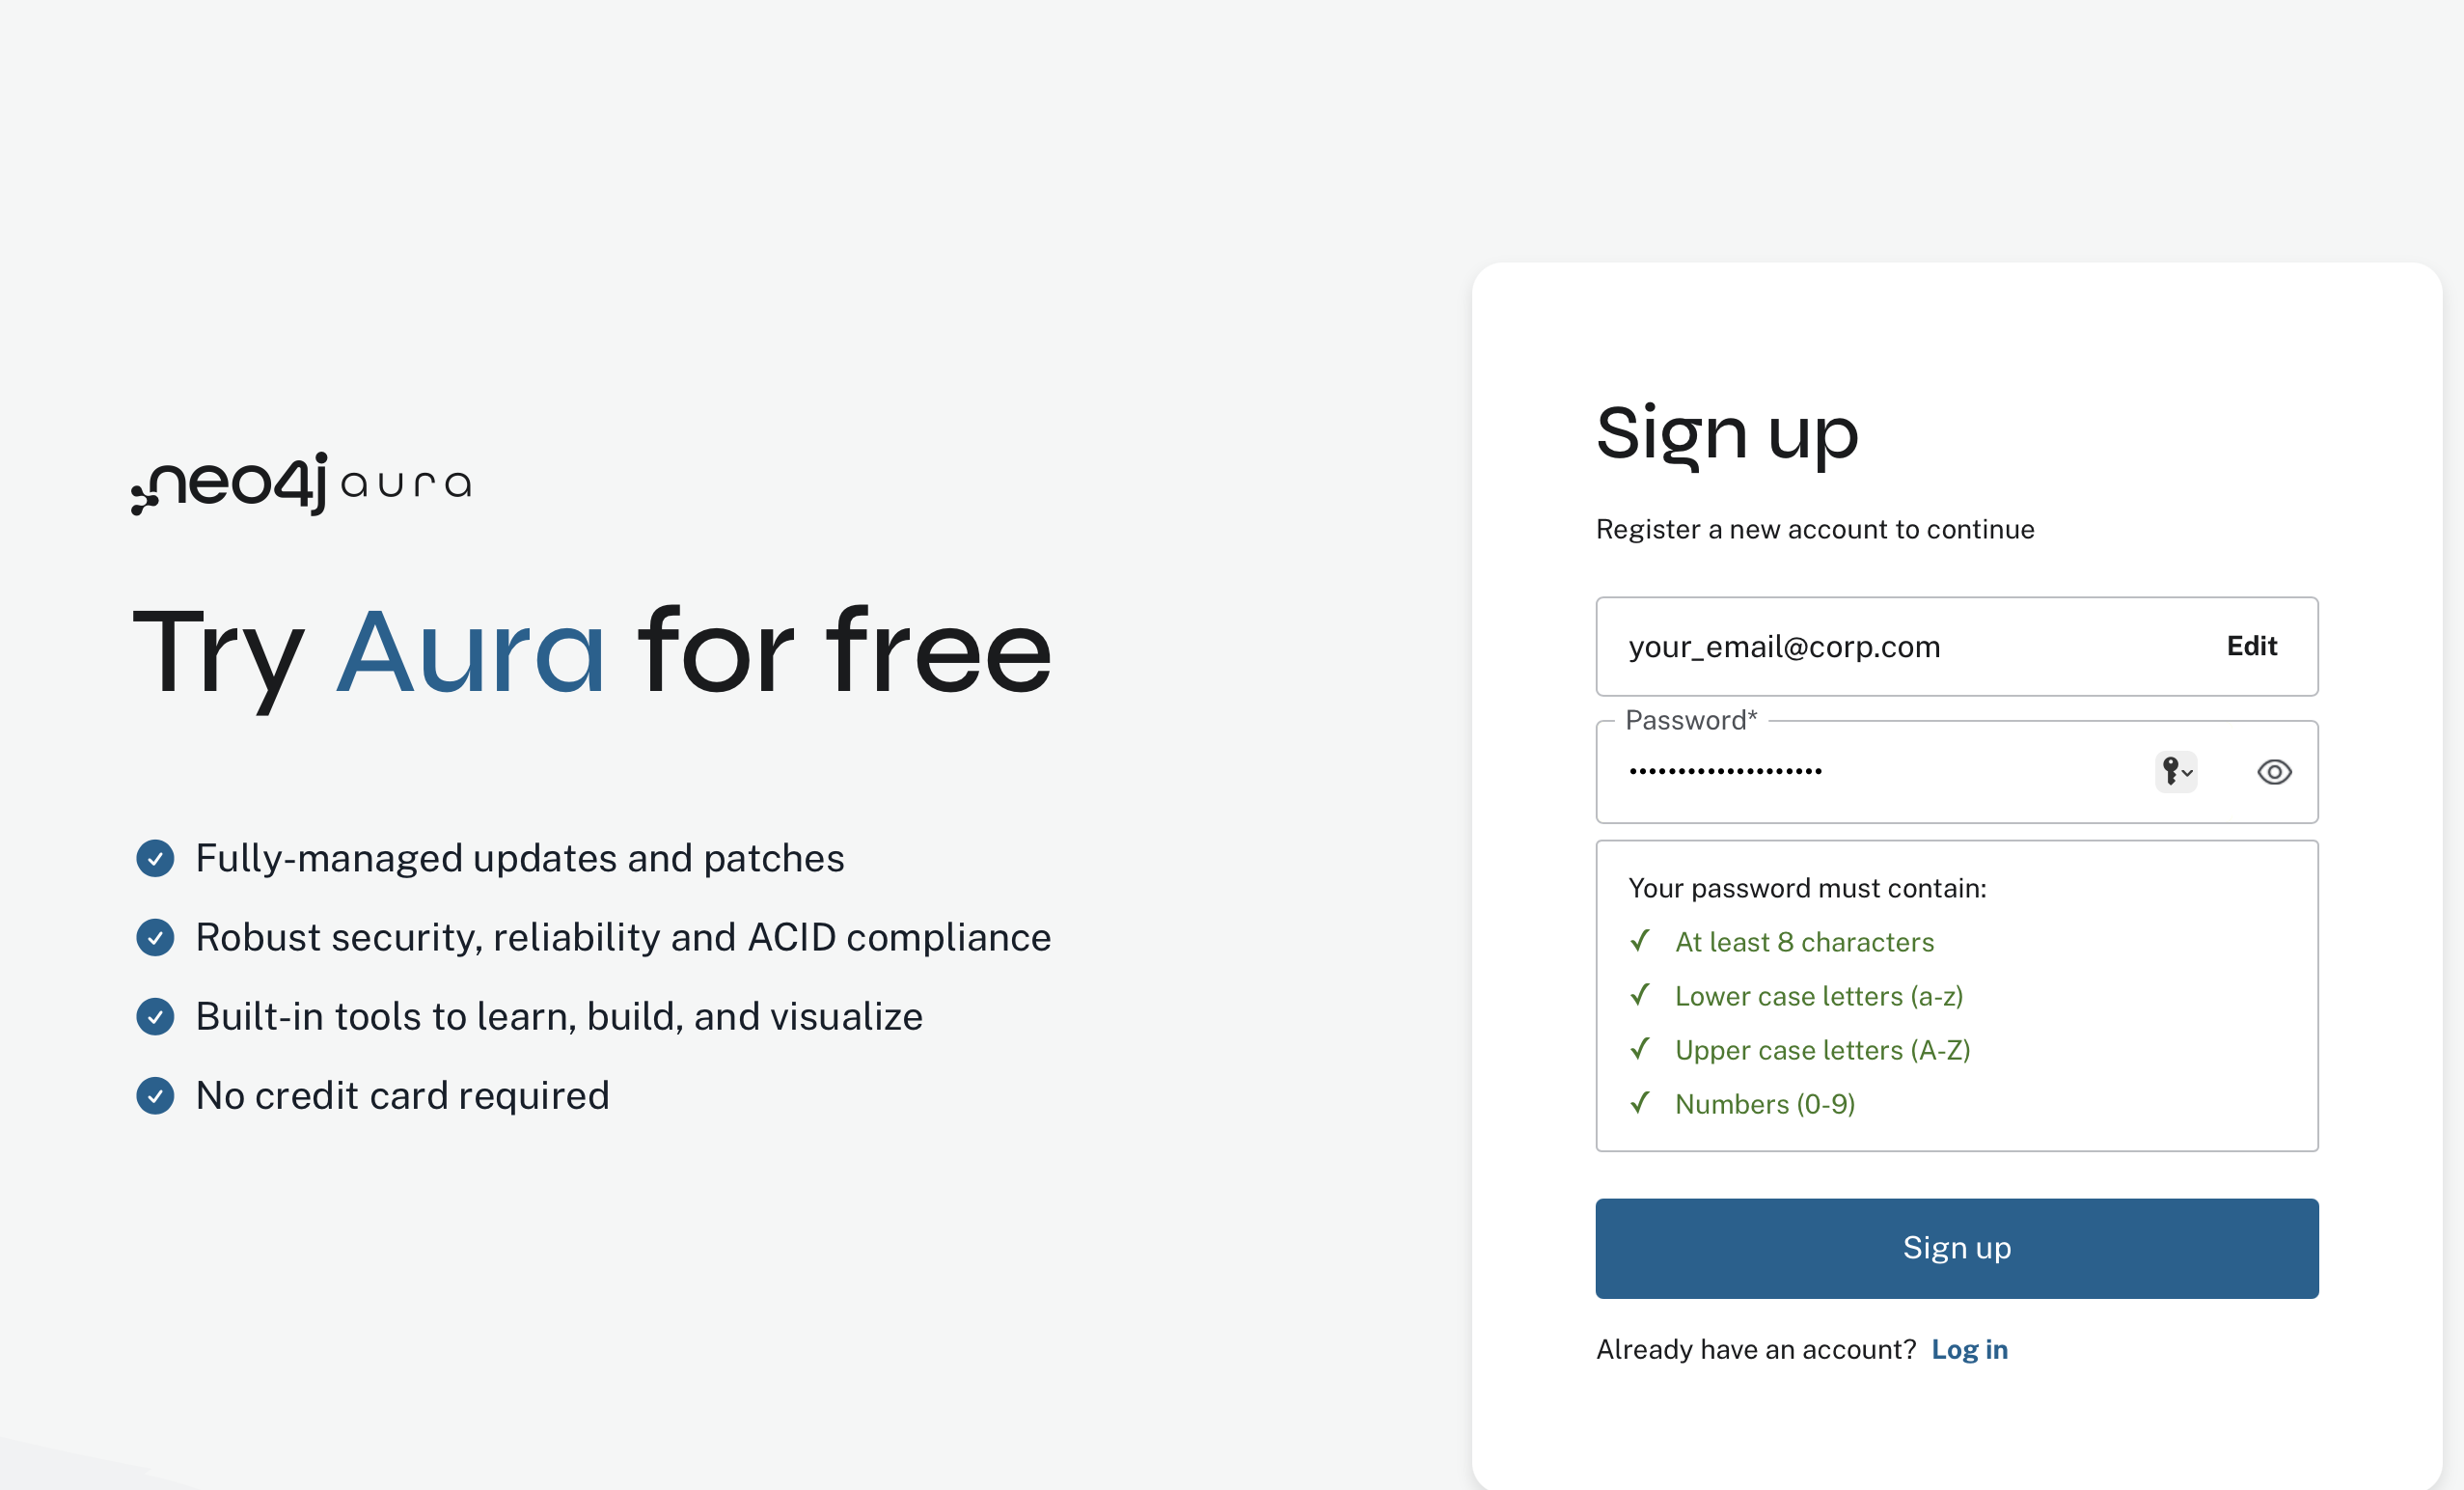 neo4j aura
Try Aura for free
Fully-managed updates and patches
Robust security, reliability and ACID compliance
Built-in tools to learn, build, and visualize
No credit card required
Sign up
Register a new account to continue
your_email@corp.com Edit
Password*
••••••••••••••••••••
Your password must contain:
At least 8 characters
Lower case letters (a-z)
Upper case letters (A-Z)
Numbers (0-9)
Sign up
Already have an account? Log in